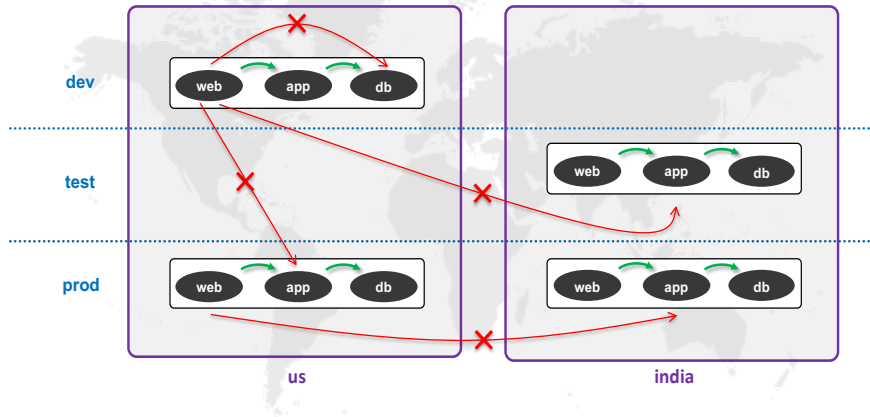 dev
web app db
test
web app db
prod
web app db
web app db
us
india